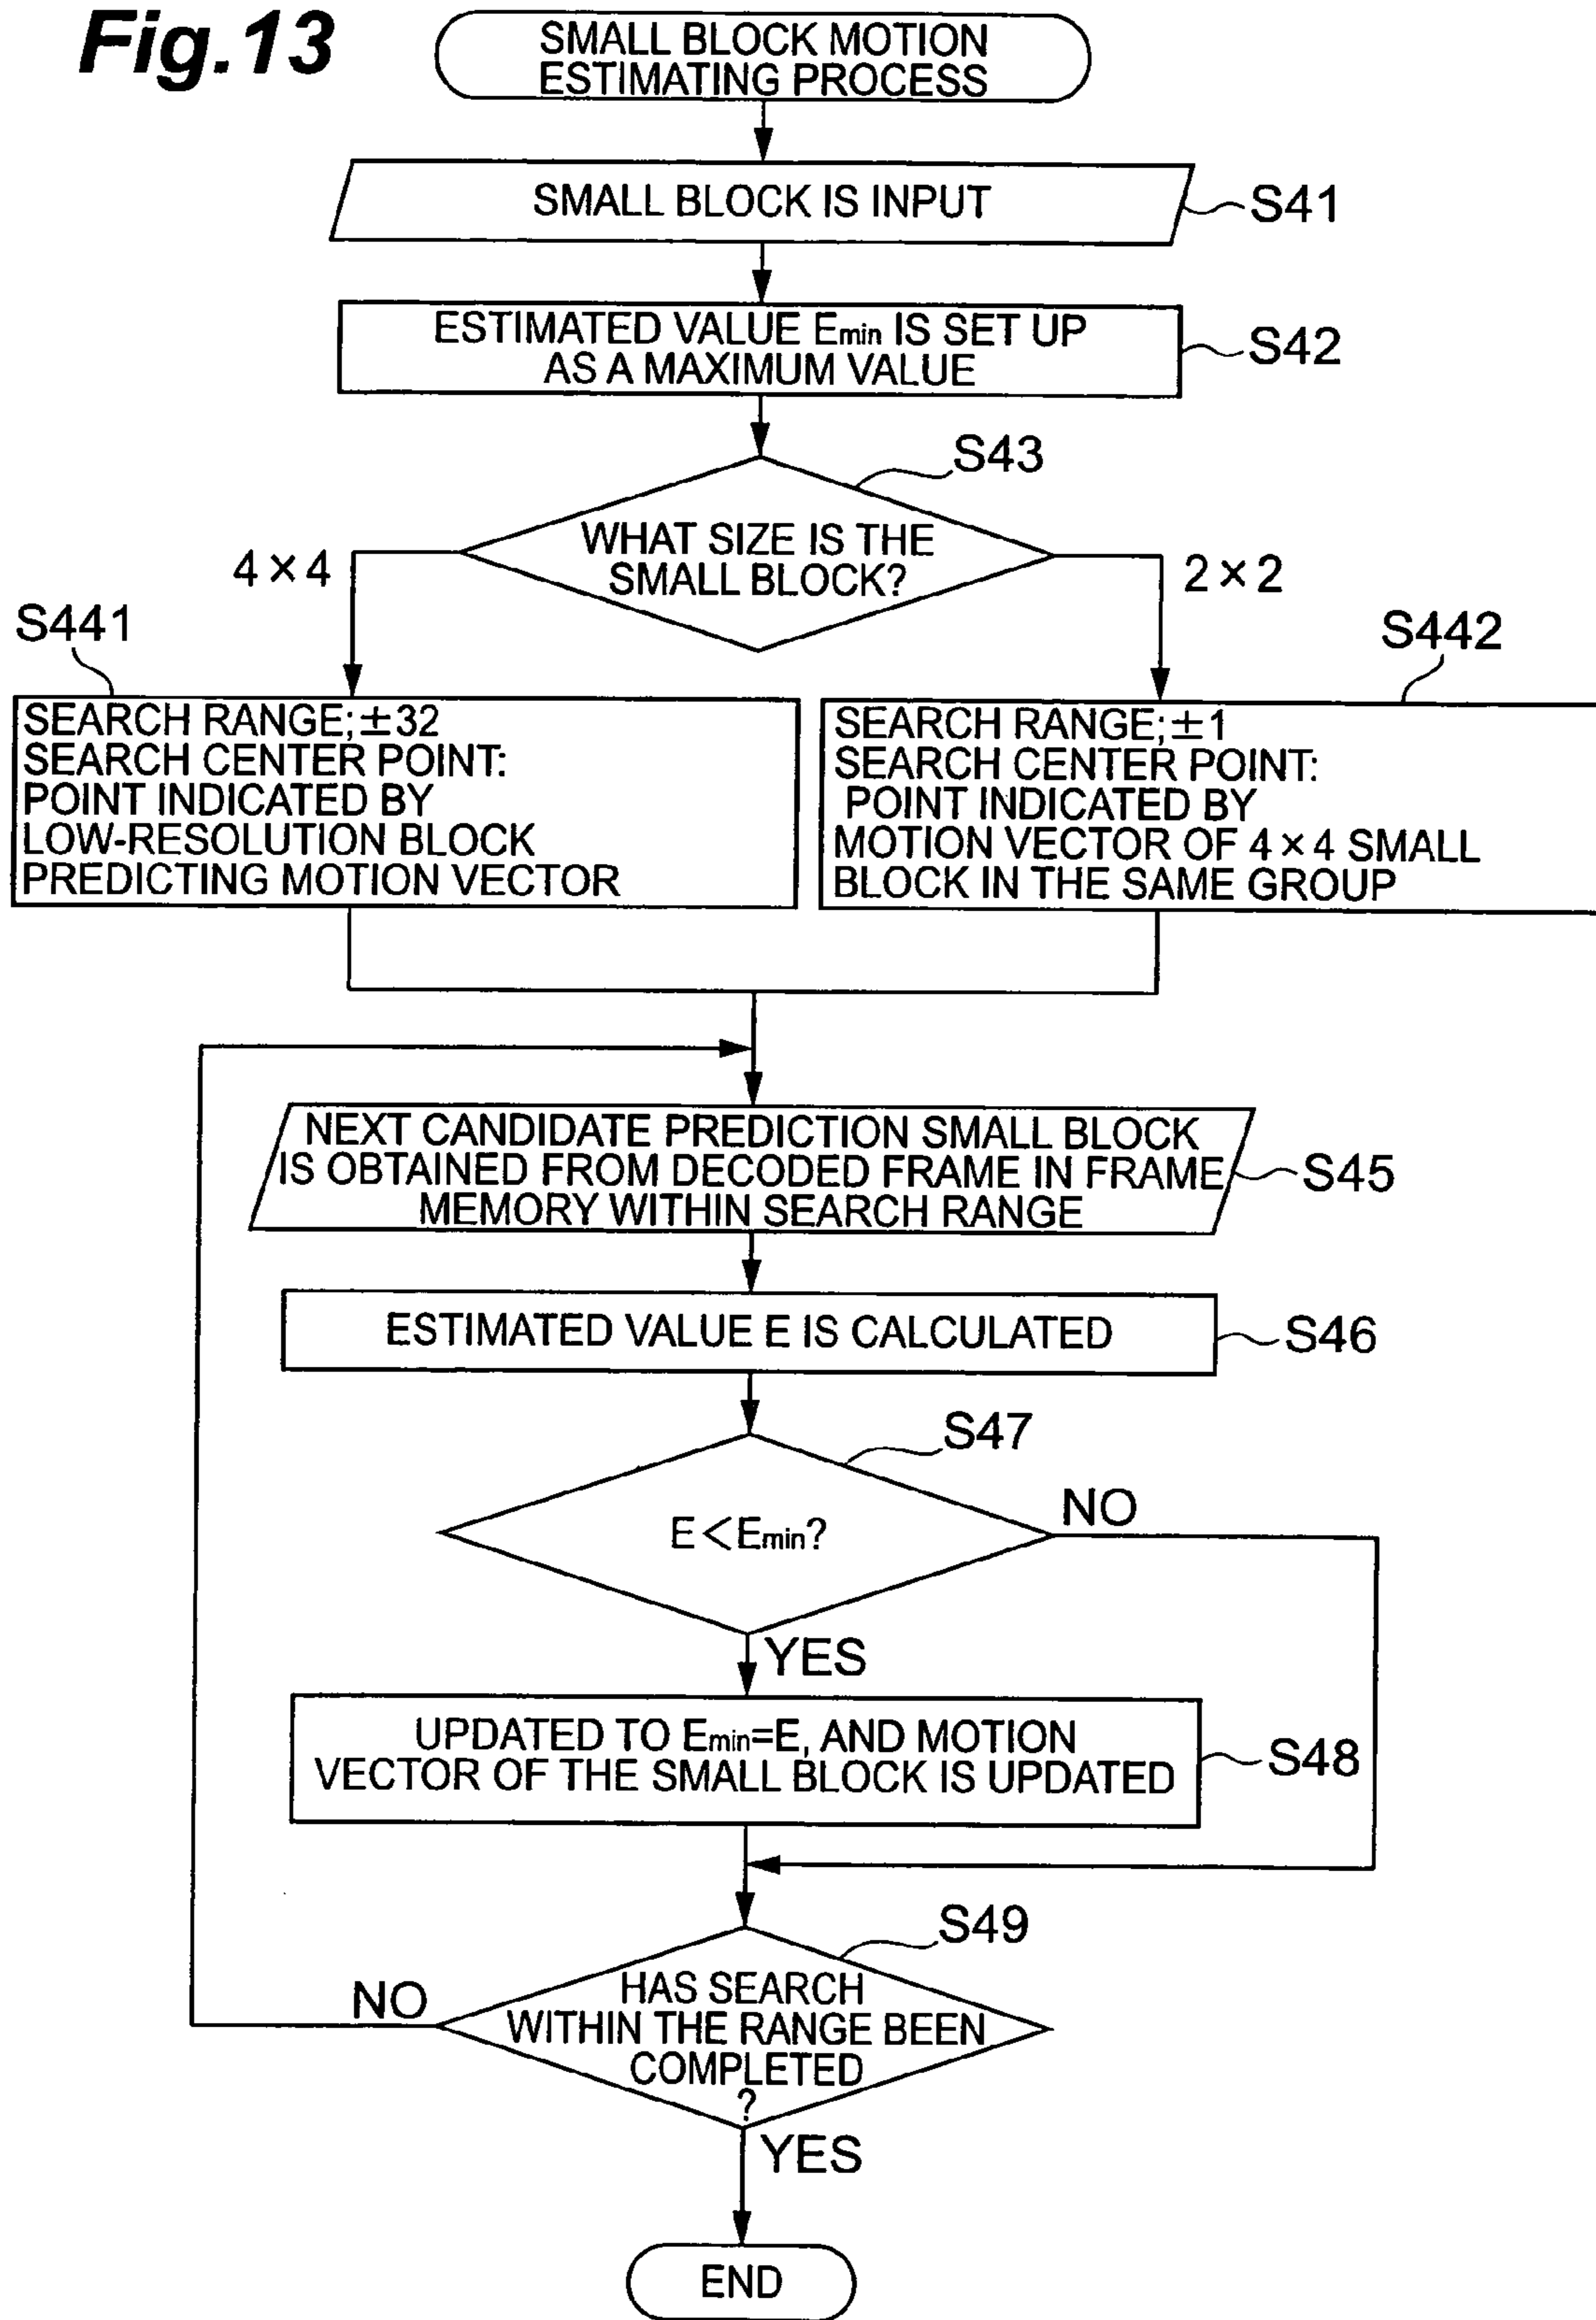 Fig.13
SMALL BLOCK MOTION
ESTIMATING PROCESS
SMALL BLOCK IS INPUT
S41
ESTIMATED VALUE Emin IS SET UP
AS A MAXIMUM VALUE
S42
S43
WHAT SIZE IS THE
SMALL BLOCK?
4×4
2×2
S441
SEARCH RANGE;±32
SEARCH CENTER POINT:
POINT INDICATED BY
LOW-RESOLUTION BLOCK
PREDICTING MOTION VECTOR
S442
SEARCH RANGE;±1
SEARCH CENTER POINT:
POINT INDICATED BY
MOTION VECTOR OF 4×4 SMALL
BLOCK IN THE SAME GROUP
NEXT CANDIDATE PREDICTION SMALL BLOCK
IS OBTAINED FROM DECODED FRAME IN FRAME
MEMORY WITHIN SEARCH RANGE
S45
ESTIMATED VALUE E IS CALCULATED
S46
S47
E<Emin?
NO
YES
UPDATED TO Emin=E, AND MOTION
VECTOR OF THE SMALL BLOCK IS UPDATED
S48
S49
HAS SEARCH
WITHIN THE RANGE BEEN
COMPLETED
?
NO
YES
END